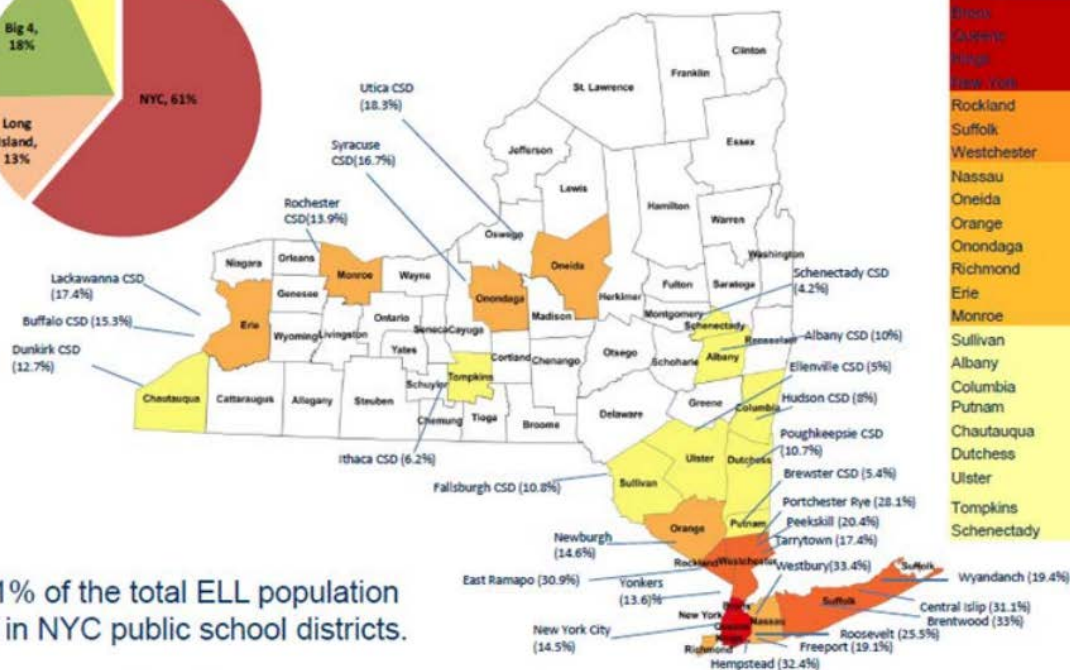 Big 4,
18%
NYC, 61%
Long
Island,
13%
Bronx
Queens
Kings
New York
Rockland
Suffolk
Westchester
Nassau
Oneida
Orange
Onondaga
Richmond
Erie
Monroe
Sullivan
Albany
Columbia
Putnam
Chautauqua
Dutchess
Ulster
Tompkins
Schenectady
Clinton
Franklin
St. Lawrence
Essex
Jefferson
Lewis
Hamilton
Warren
Washington
Oswego
Oneida
Herkimer
Fulton
Saratoga
Montgomery
Schenectady
Rensselaer
Albany
Schoharie
Otsego
Madison
Chenango
Cortland
Onondaga
Cayuga
Seneca
Wayne
Ontario
Yates
Monroe
Orleans
Niagara
Genesee
Erie
Wyoming
Livingston
Chautauqua
Cattaraugus
Allegany
Steuben
Schuyler
Tompkins
Chemung
Tioga
Broome
Delaware
Greene
Columbia
Ulster
Dutchess
Sullivan
Orange
Putnam
Rockland
Westchester
New York
Bronx
Queens
Kings
Richmond
Nassau
Suffolk
Suffolk
Utica CSD
(18.3%)
Syracuse
CSD(16.7%)
Rochester
CSD(13.9%)
Lackawanna CSD
(17.4%)
Buffalo CSD (15.3%)
Dunkirk CSD
(12.7%)
Ithaca CSD (6.2%)
Fallsburgh CSD (10.8%)
Newburgh
(14.6%)
East Ramapo (30.9%)
Yonkers
(13.6)%
New York City
(14.5%)
Schenectady CSD
(4.2%)
Albany CSD (10%)
Ellenville CSD (5%)
Hudson CSD (8%)
Poughkeepsie CSD
(10.7%)
Brewster CSD (5.4%)
Portchester Rye (28.1%)
Peekskill (20.4%)
Tarrytown (17.4%)
Westbury(33.4%)
Wyandanch (19.4%)
Central Islip (31.1%)
Brentwood (33%)
Roosevelt (25.5%)
Freeport (19.1%)
Hempstead (32.4%)
1% of the total ELL population
in NYC public school districts.